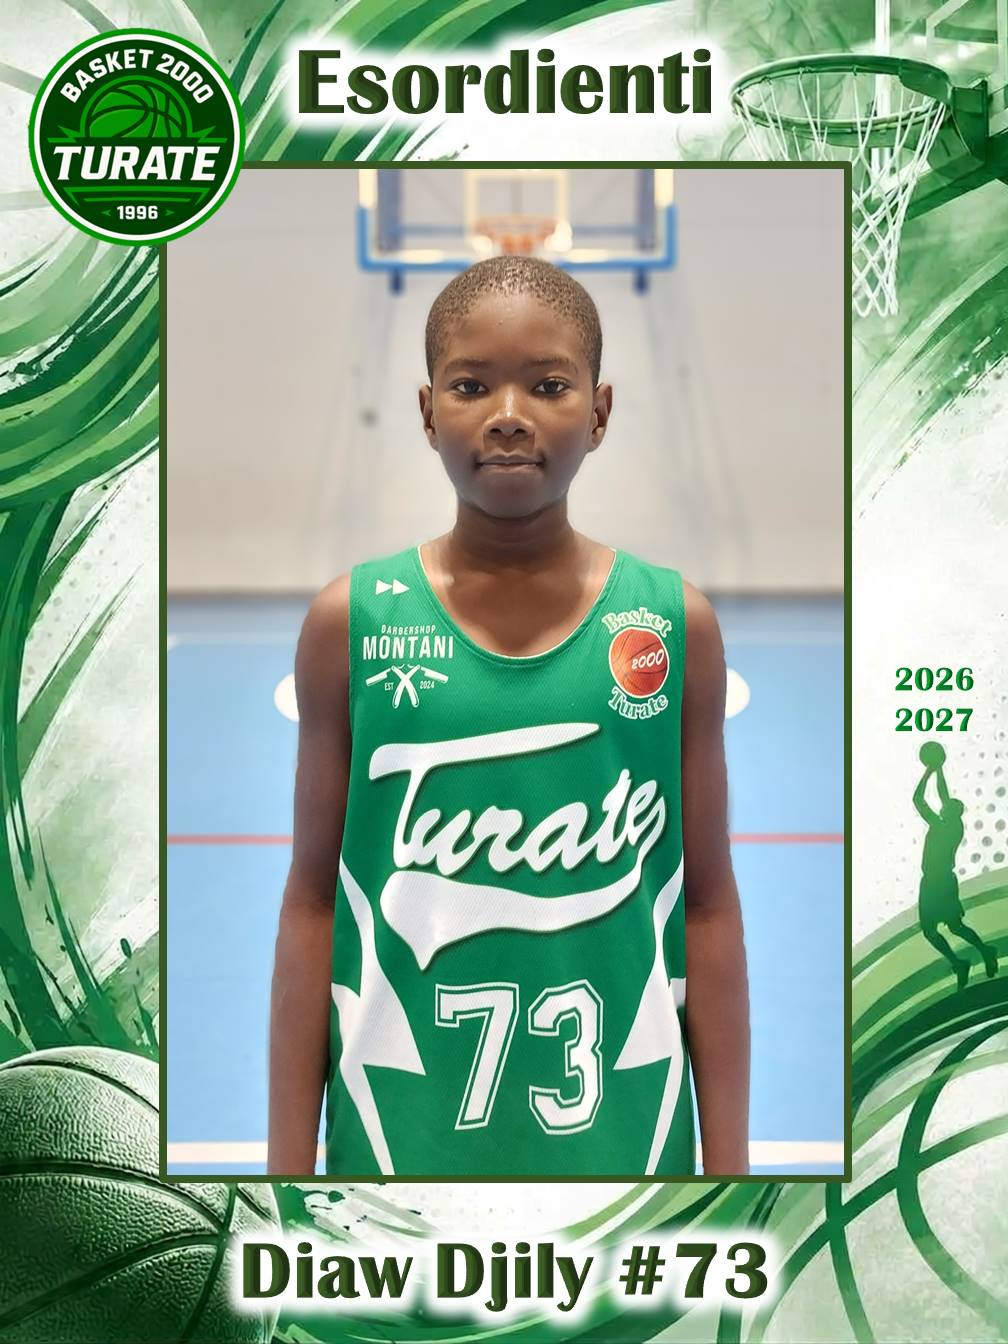 BASKET 2000
TURATE
1996
Esordienti
BARBERSHOP
MONTANI
EST 2024
Basket
2000
Turate
Turate
73
2026
2027
Diaw Djily #73